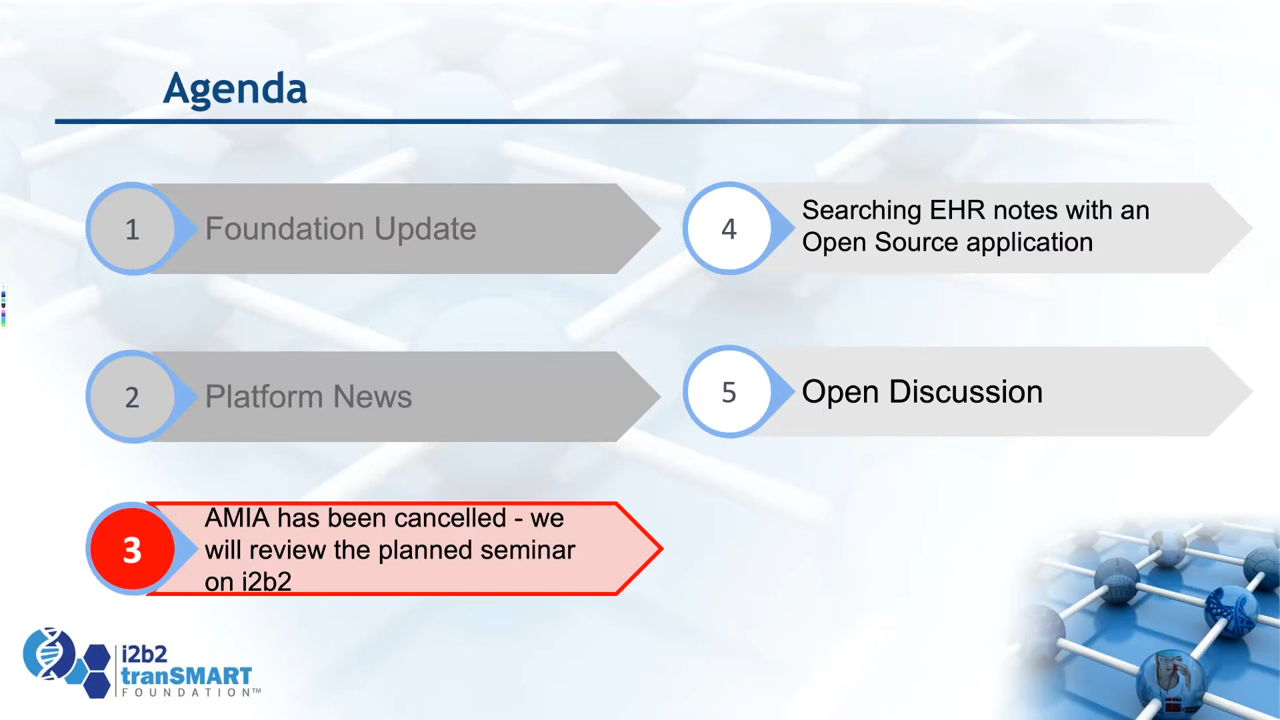 Agenda
1
Foundation Update
2
Platform News
3
AMIA has been cancelled - we
will review the planned seminar
on i2b2
4
Searching EHR notes with an
Open Source application
5
Open Discussion
i2b2
tranSMART
FOUNDATION™